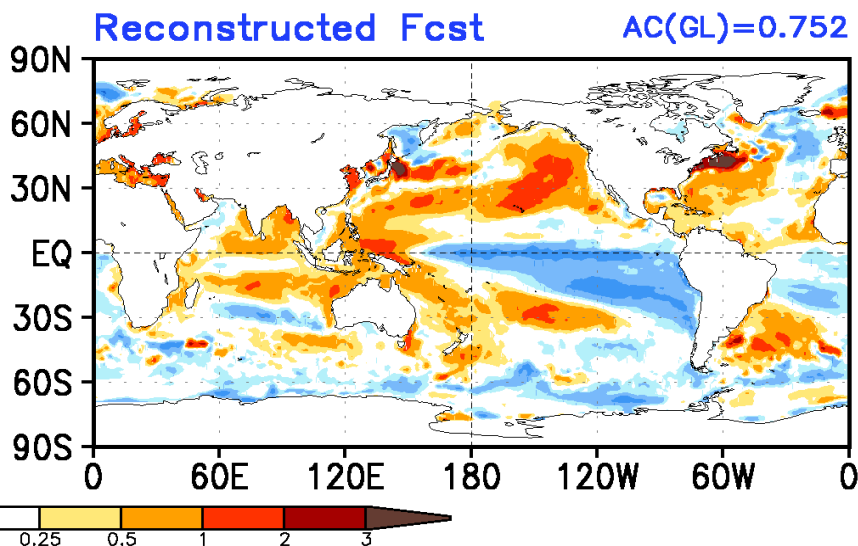 Reconstructed Fcst AC(GL)=0.752
90N
60N
30N
EQ
30S
60S
90S
0 60E 120E 180 120W 60W 0
0.25 0.5 1 2 3